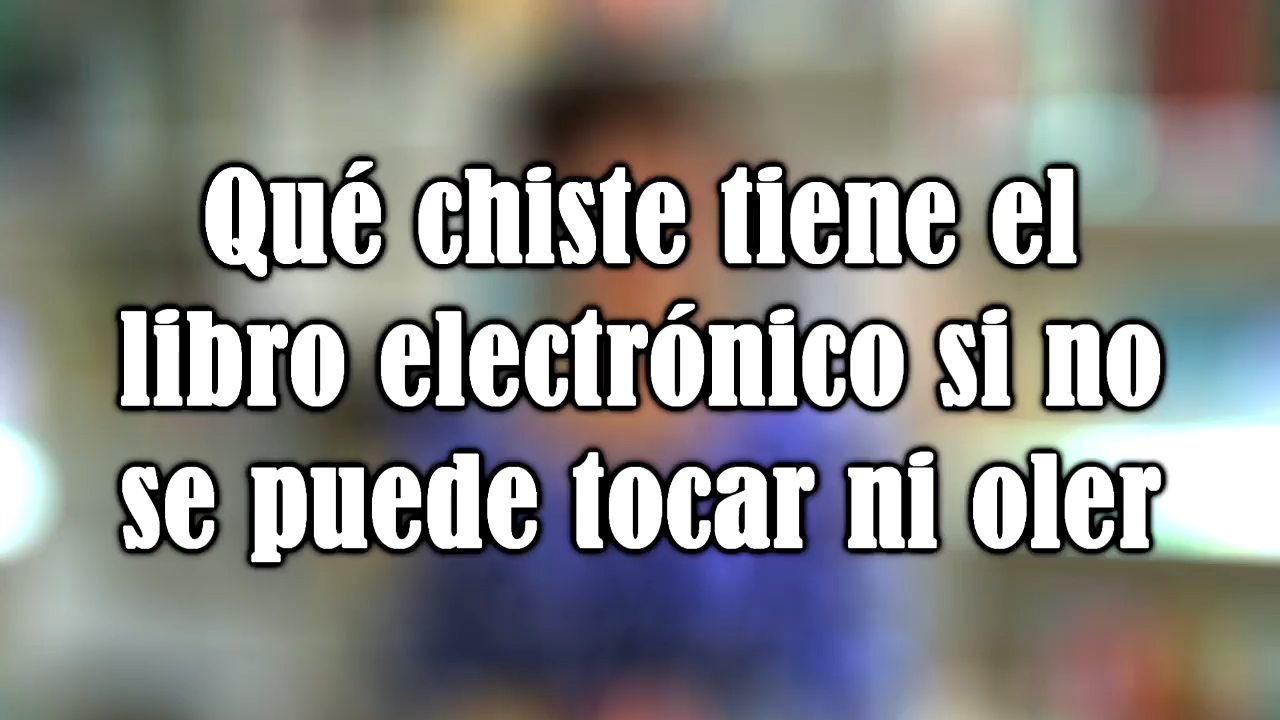 Qué chiste tiene el
libro electrónico si no
se puede tocar ni oler